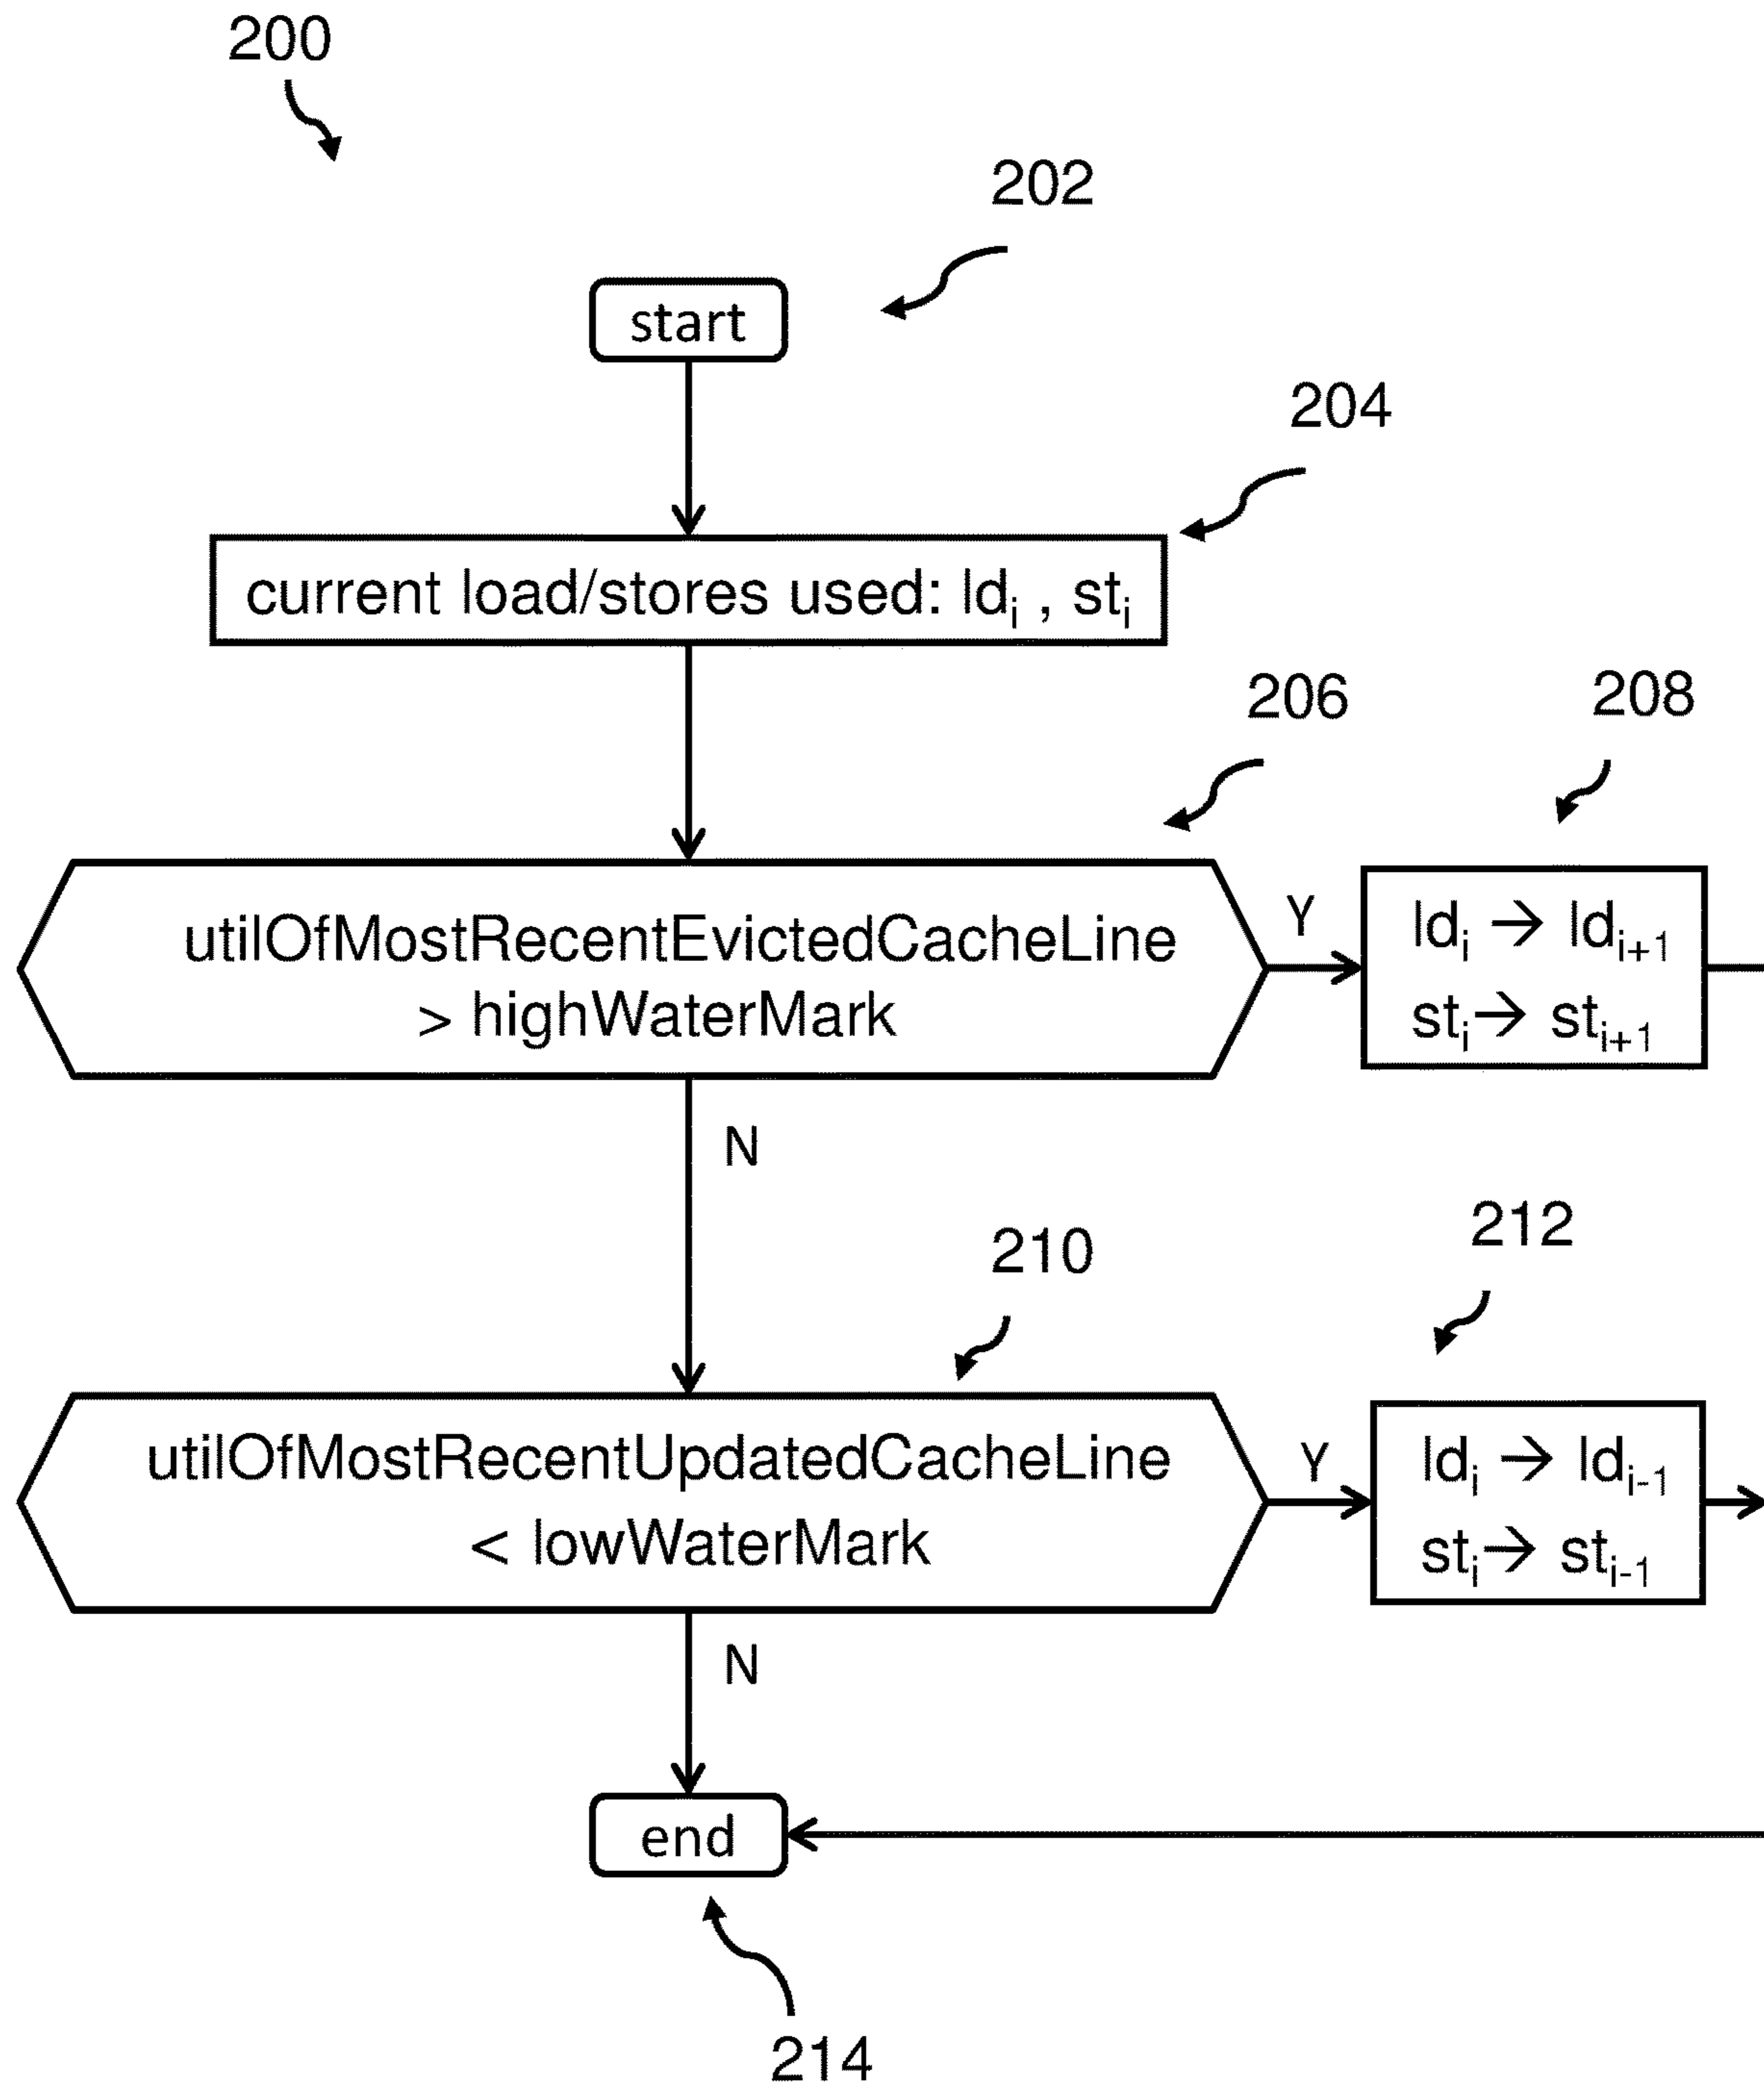 200
202
start
204
current load/stores used: ldᵢ , stᵢ
206
208
utilOfMostRecentEvictedCacheLine
> highWaterMark
Y
ldᵢ → ldᵢ₊₁
stᵢ → stᵢ₊₁
N
210
212
utilOfMostRecentUpdatedCacheLine
< lowWaterMark
Y
ldᵢ → ldᵢ₋₁
stᵢ → stᵢ₋₁
N
end
214